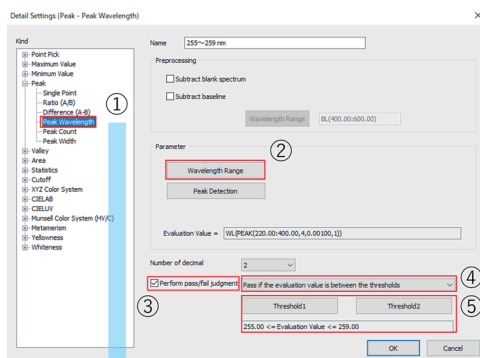 Detail Settings (Peak - Peak Wavelength)
Kind
Point Pick
Maximum Value
Minimum Value
Peak
Single Point
Ratio (A/B)
Difference (A-B)
Peak Wavelength
Peak Count
Peak Width
Valley
Area
Statistics
Cutoff
XYZ Color System
CIELAB
CIELUV
Munsell Color System (HV/C)
Metamerism
Yellowness
Whiteness
①
Name 255~259 nm
Preprocessing
Subtract blank spectrum
Subtract baseline
Wavelength Range BL(400.00:600.00)
Parameter
②
Wavelength Range
Peak Detection
Evaluation Value = WL(PEAK(220.00:400.00,4,0.00100,1))
Number of decimal 2
Perform pass/fail judgment Pass if the evaluation value is between the thresholds
④
③
Threshold1 Threshold2
⑤
255.00 <= Evaluation Value <= 259.00
OK Cancel